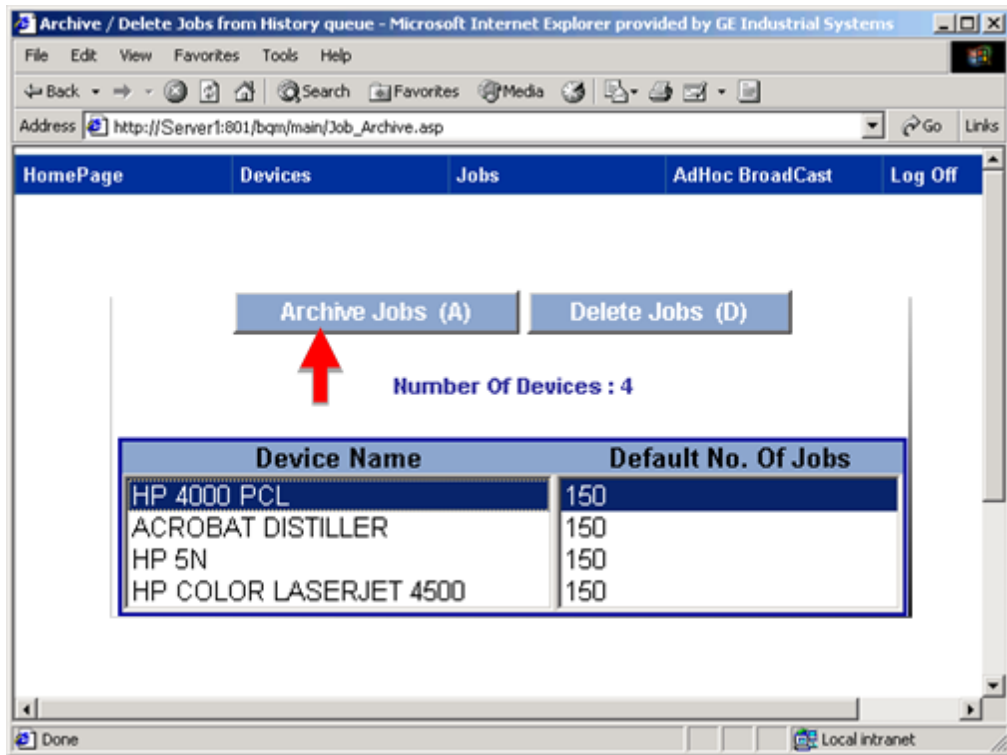 Archive / Delete Jobs from History queue - Microsoft Internet Explorer provided by GE Industrial Systems
File Edit View Favorites Tools Help
Back Search Favorites Media
Address http://Server1:801/bqm/main/Job_Archive.asp Go Links
HomePage Devices Jobs AdHoc BroadCast Log Off
Archive Jobs (A) Delete Jobs (D)
Number Of Devices : 4
Device Name Default No. Of Jobs
HP 4000 PCL 150
ACROBAT DISTILLER 150
HP 5N 150
HP COLOR LASERJET 4500 150
Done Local intranet